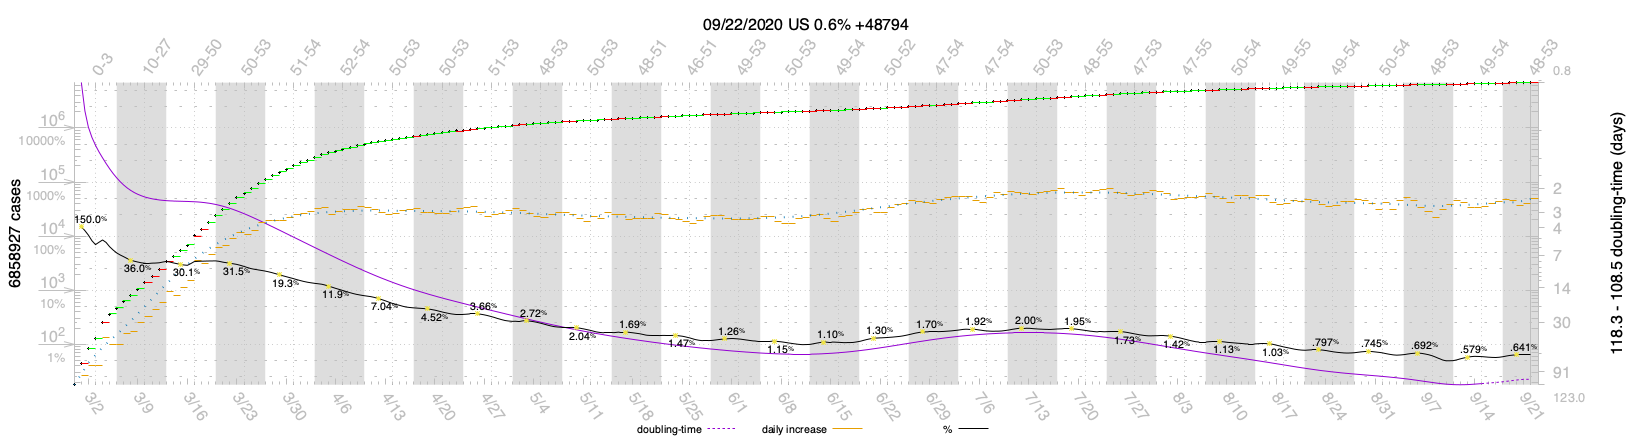 09/22/2020 US 0.6% +48794
0-3 10-27 29-50 50-53 51-54 52-54 50-53 50-53 51-53 48-53 50-53 48-51 46-51 49-53 50-53 49-54 50-52 47-54 47-54 50-53 48-55 47-53 47-55 50-54 49-55 49-54 50-54 48-53 49-54 48-53
6858927 cases
10^6
10000%
10^5
1000%
10^4
100%
10^3
10%
10^2
1%
150.0%
36.0% 30.1% 31.5% 19.3% 11.9% 7.04% 4.52% 3.66% 2.72% 2.04% 1.69% 1.47% 1.26% 1.15% 1.10% 1.30% 1.70% 1.92% 2.00% 1.95% 1.73% 1.42% 1.13% 1.03% .797% .745% .692% .579% .641%
0.8
2
3
4
7
14
30
91
123.0
118.3 - 108.5 doubling-time (days)
3/2 3/9 3/16 3/23 3/30 4/6 4/13 4/20 4/27 5/4 5/11 5/18 5/25 6/1 6/8 6/15 6/22 6/29 7/6 7/13 7/20 7/27 8/3 8/10 8/17 8/24 8/31 9/7 9/14 9/21
doubling-time daily increase %